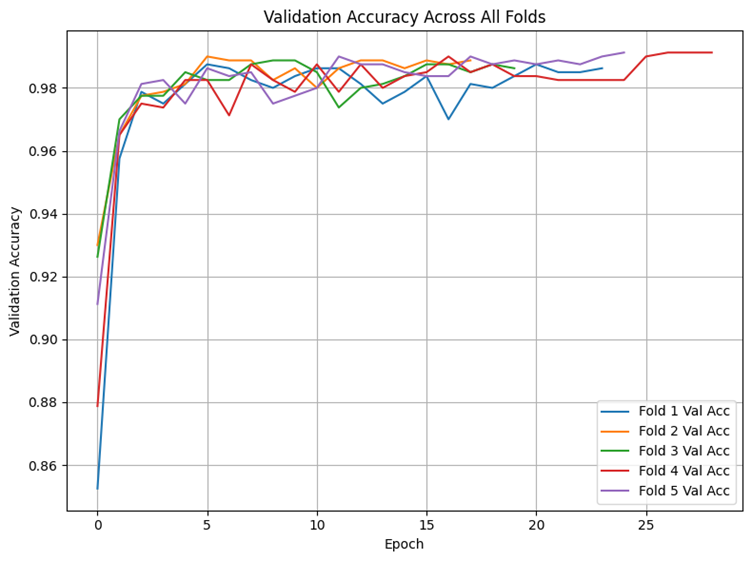 Validation Accuracy Across All Folds
Validation Accuracy
0.98
0.96
0.94
0.92
0.90
0.88
0.86
0
5
10
15
20
25
Epoch
Fold 1 Val Acc
Fold 2 Val Acc
Fold 3 Val Acc
Fold 4 Val Acc
Fold 5 Val Acc